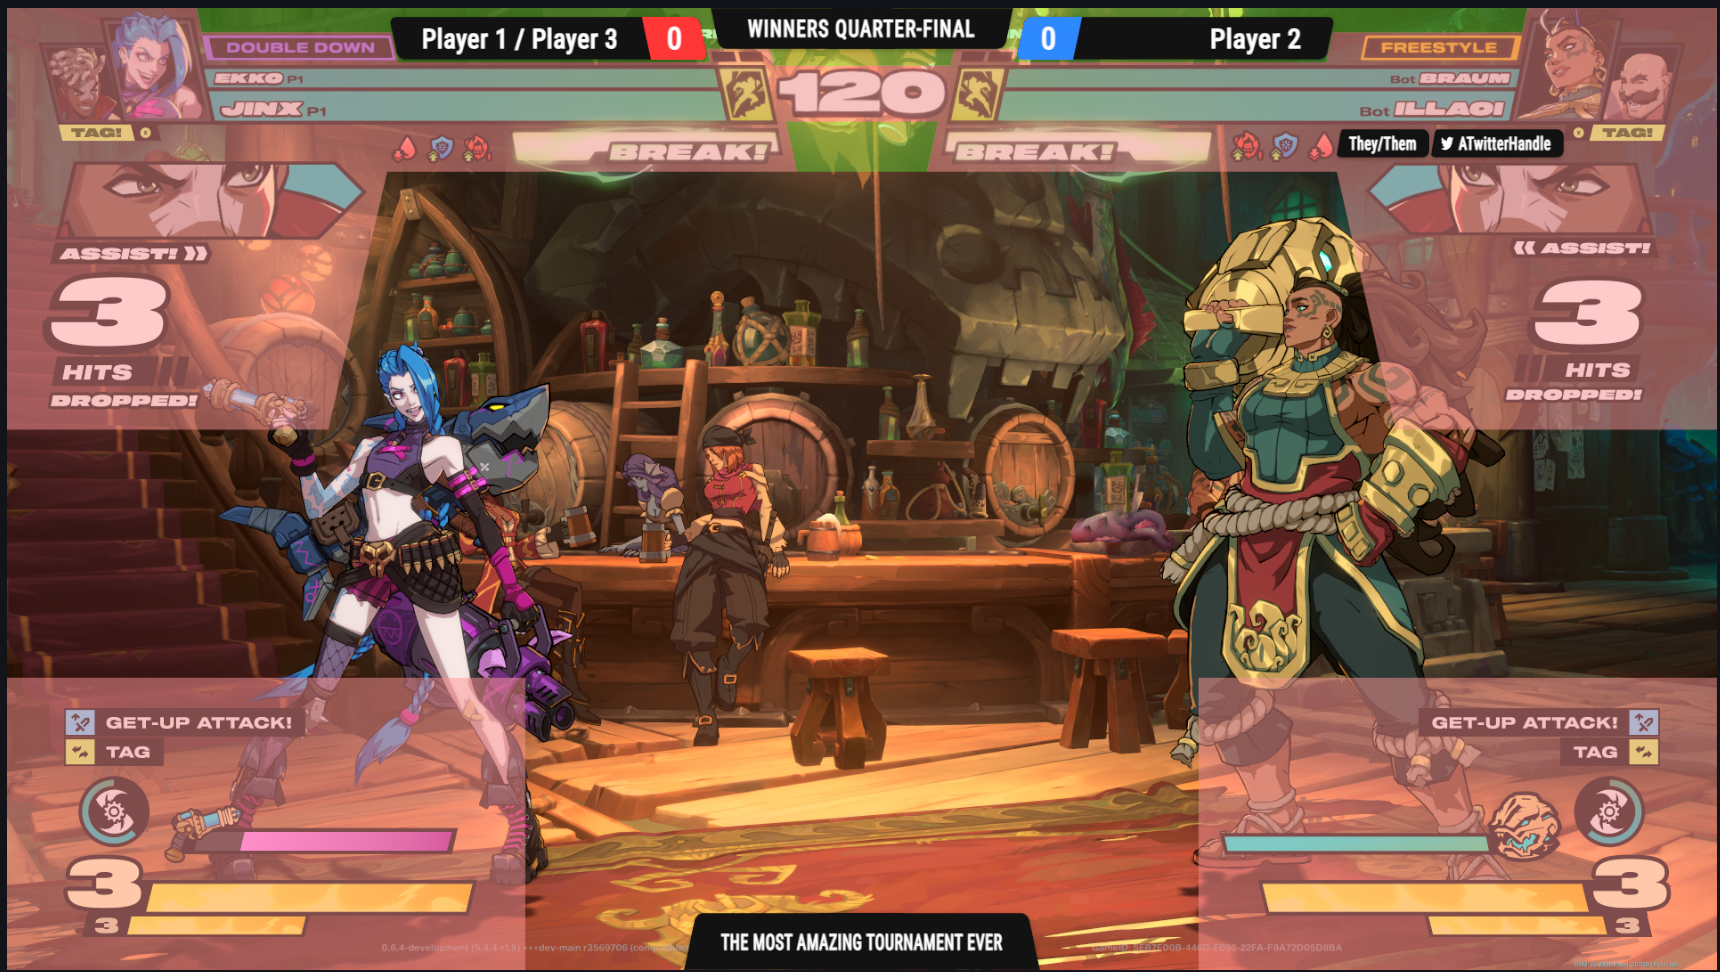 Player 1 / Player 3
0
WINNERS QUARTER-FINAL
0
Player 2
DOUBLE DOWN
FREESTYLE
EKKO P1
120
Bot BRAUM
JINX P1
Bot ILLAOI
TAG!
TAG!
BREAK!
BREAK!
They/Them
ATwitterHandle
ASSIST!
ASSIST!
3
3
HITS
HITS
DROPPED!
DROPPED!
GET-UP ATTACK!
GET-UP ATTACK!
TAG
TAG
3
3
3
3
THE MOST AMAZING TOURNAMENT EVER